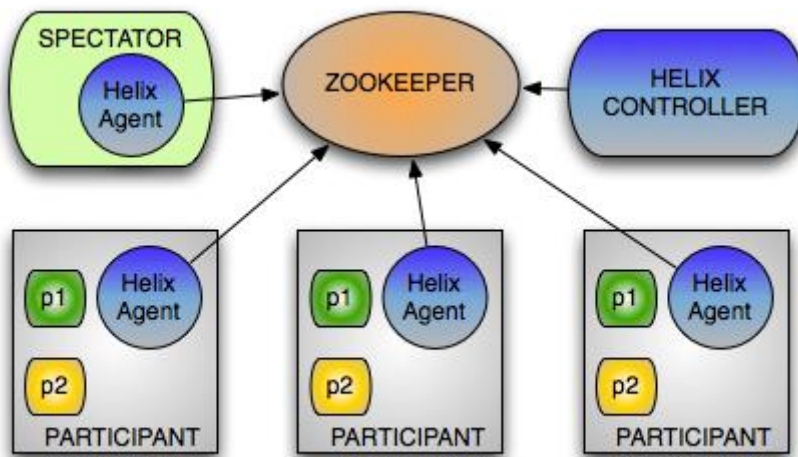 SPECTATOR
Helix
Agent
ZOOKEEPER
HELIX
CONTROLLER
p1
Helix
Agent
p2
PARTICIPANT
p1
Helix
Agent
p2
PARTICIPANT
p1
Helix
Agent
p2
PARTICIPANT